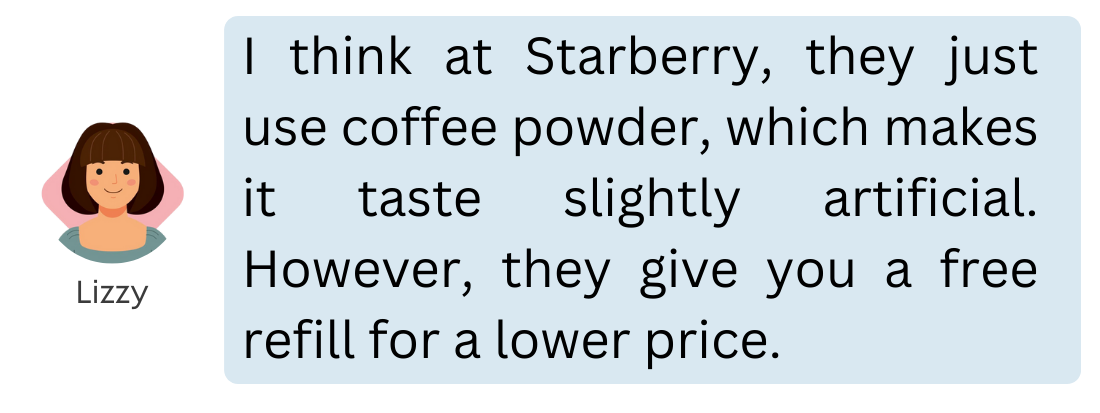 I think at Starberry, they just
use coffee powder, which makes
it taste slightly artificial.
However, they give you a free
refill for a lower price.
Lizzy